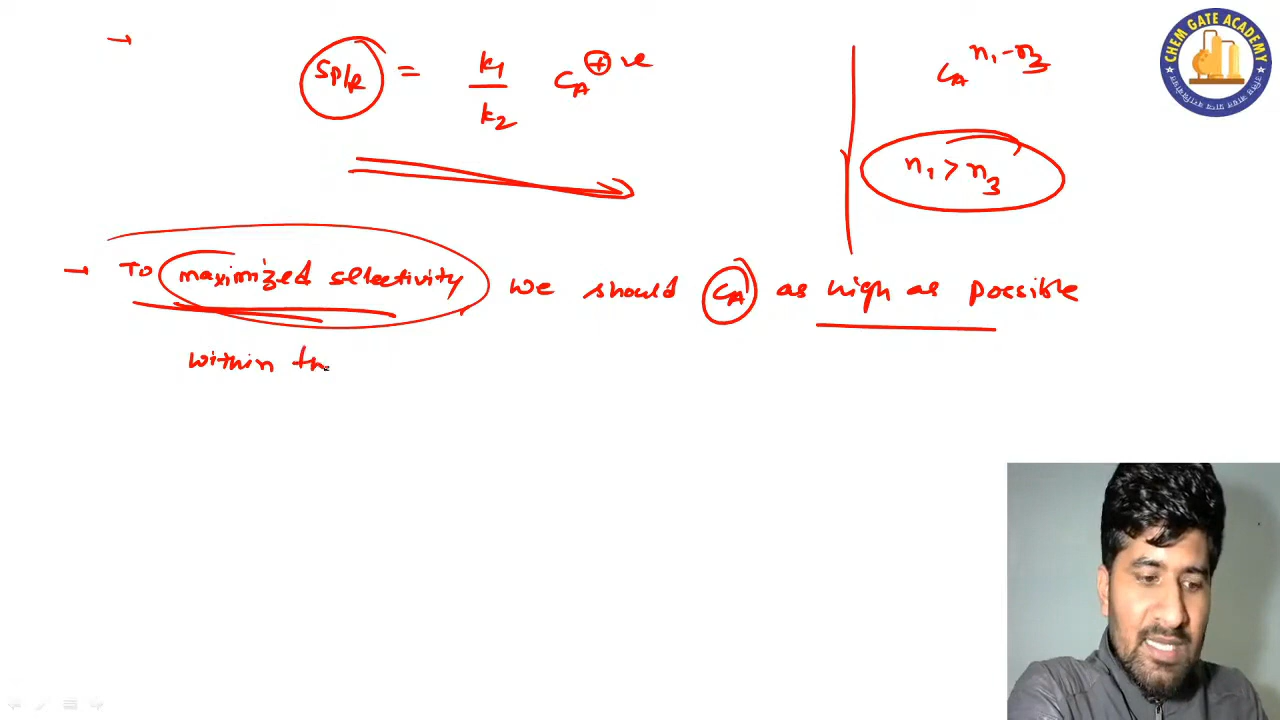 → SP/R = k1/k2 CA^⊕ve
CA^n1-n3
n1 > n3
→ To maximized selectivity we should CA as high as possible
within th
CHEM GATE ACADEMY